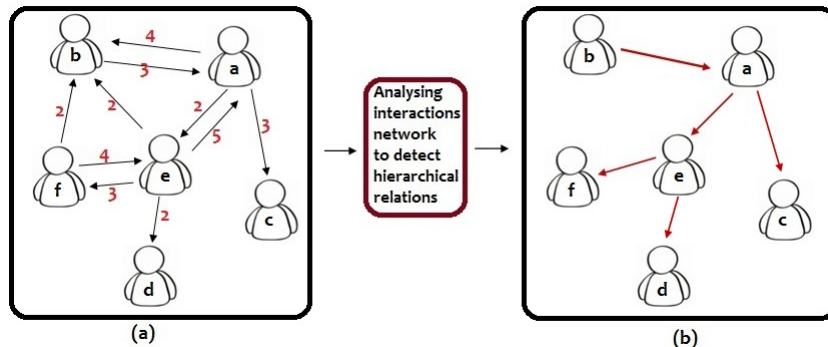 b
4
3
a
2
2
2
5
3
4
3
f
e
2
c
d
(a)
Analysing
interactions
network
to detect
hierarchical
relations
b
a
f
e
c
d
(b)